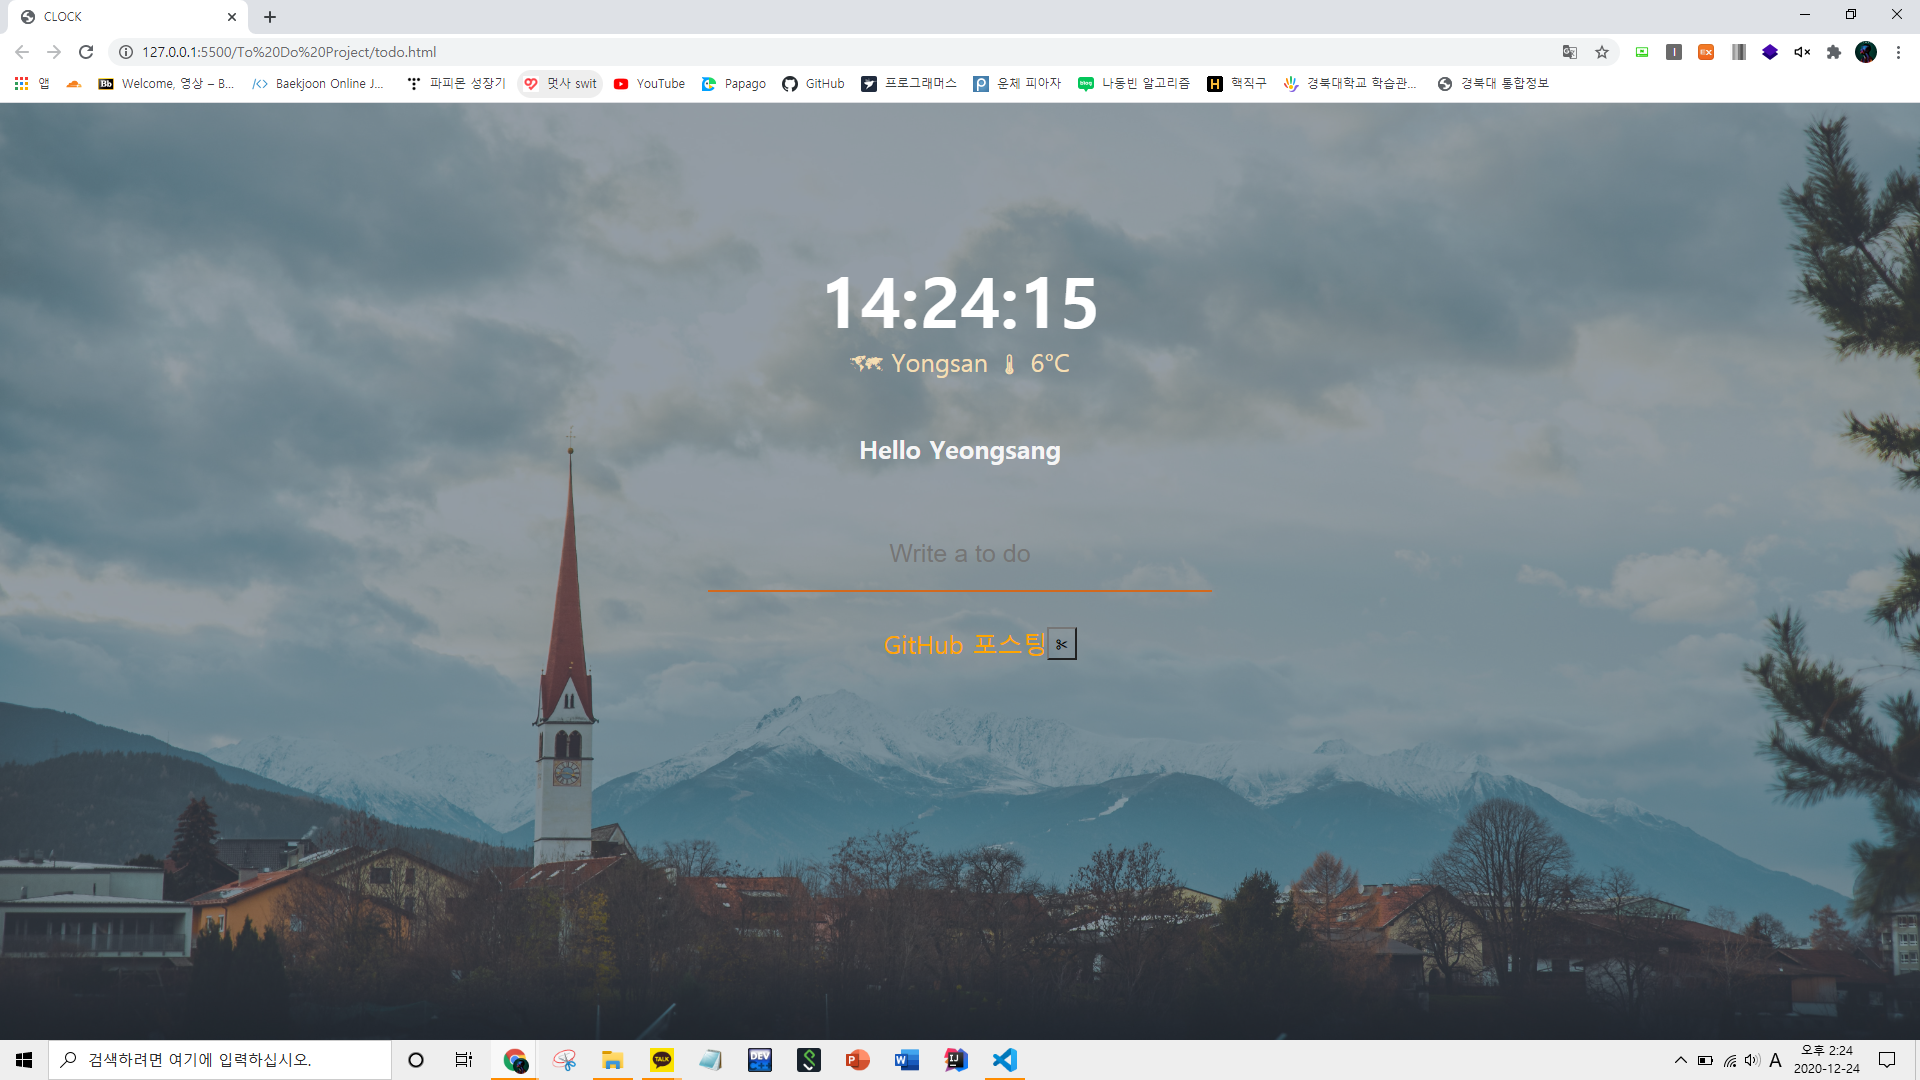 CLOCK
127.0.0.1:5500/To%20Do%20Project/todo.html
앱
Bb
Welcome, 영상 – B...
</>
Baekjoon Online J...
파피몬 성장기
멋사 swit
YouTube
Papago
GitHub
프로그래머스
운체 피아자
blog
나동빈 알고리즘
H
핵직구
경북대학교 학습관...
경북대 통합정보
14:24:15
Yongsan 6°C
Hello Yeongsang
Write a to do
GitHub 포스팅
검색하려면 여기에 입력하십시오.
TALK
DEV
P
W
IJ
A
오후 2:24
2020-12-24